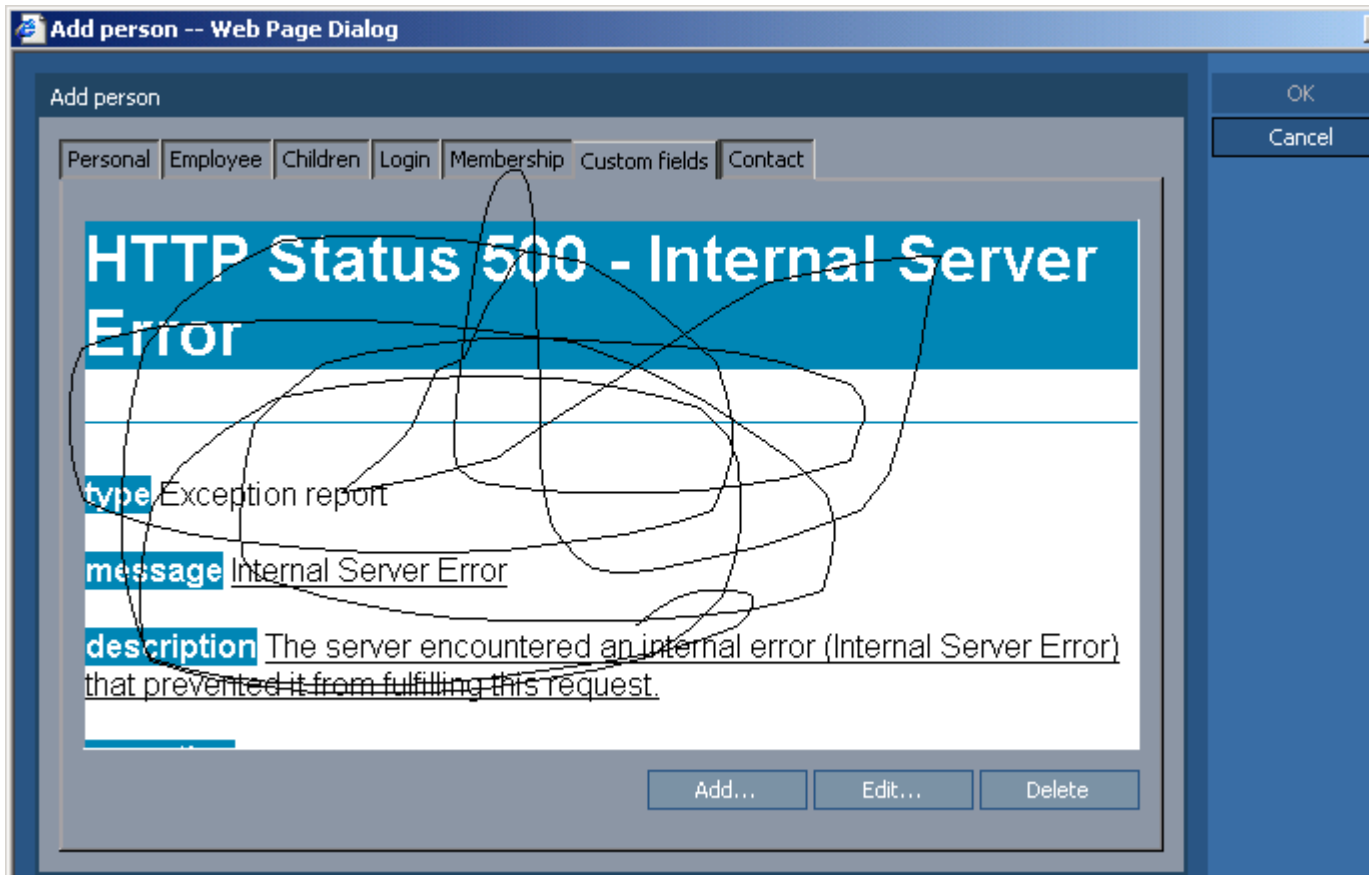 Add person -- Web Page Dialog
Add person
OK
Cancel
Personal Employee Children Login Membership Custom fields Contact
HTTP Status 500 - Internal Server
Error
type Exception report
message Internal Server Error
description The server encountered an internal error (Internal Server Error)
that prevented it from fulfilling this request.
Add... Edit... Delete